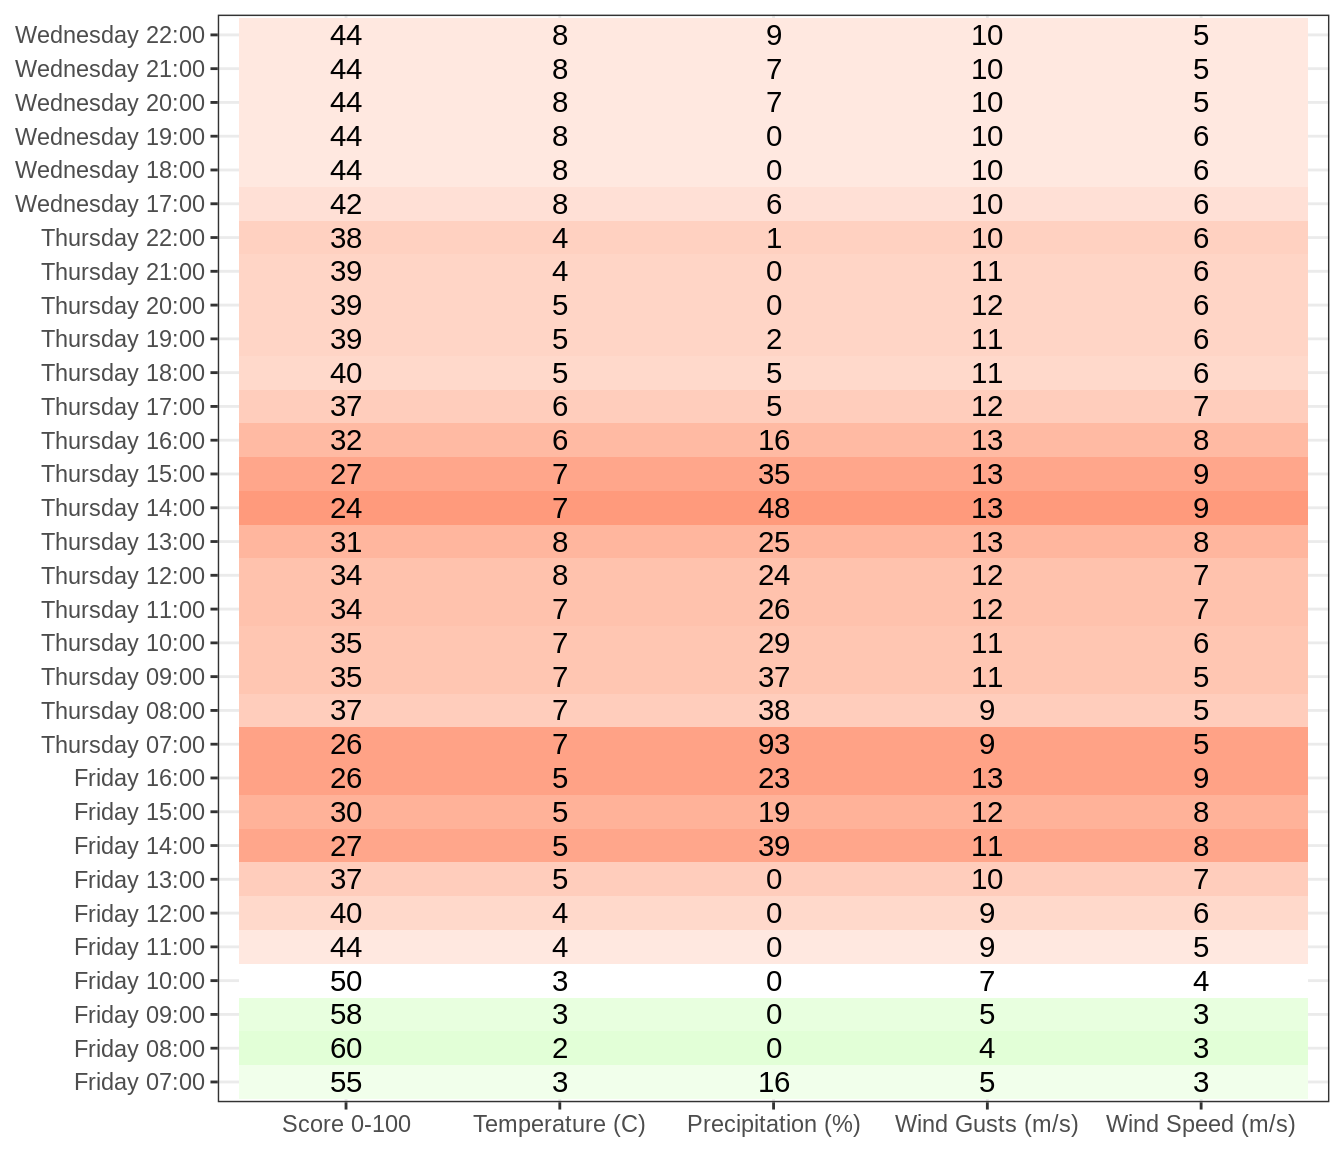 Wednesday 22:00 44 8 9 10 5
Wednesday 21:00 44 8 7 10 5
Wednesday 20:00 44 8 7 10 5
Wednesday 19:00 44 8 0 10 6
Wednesday 18:00 44 8 0 10 6
Wednesday 17:00 42 8 6 10 6
Thursday 22:00 38 4 1 10 6
Thursday 21:00 39 4 0 11 6
Thursday 20:00 39 5 0 12 6
Thursday 19:00 39 5 2 11 6
Thursday 18:00 40 5 5 11 6
Thursday 17:00 37 6 5 12 7
Thursday 16:00 32 6 16 13 8
Thursday 15:00 27 7 35 13 9
Thursday 14:00 24 7 48 13 9
Thursday 13:00 31 8 25 13 8
Thursday 12:00 34 8 24 12 7
Thursday 11:00 34 7 26 12 7
Thursday 10:00 35 7 29 11 6
Thursday 09:00 35 7 37 11 5
Thursday 08:00 37 7 38 9 5
Thursday 07:00 26 7 93 9 5
Friday 16:00 26 5 23 13 9
Friday 15:00 30 5 19 12 8
Friday 14:00 27 5 39 11 8
Friday 13:00 37 5 0 10 7
Friday 12:00 40 4 0 9 6
Friday 11:00 44 4 0 9 5
Friday 10:00 50 3 0 7 4
Friday 09:00 58 3 0 5 3
Friday 08:00 60 2 0 4 3
Friday 07:00 55 3 16 5 3
Score 0-100 Temperature (C) Precipitation (%) Wind Gusts (m/s) Wind Speed (m/s)